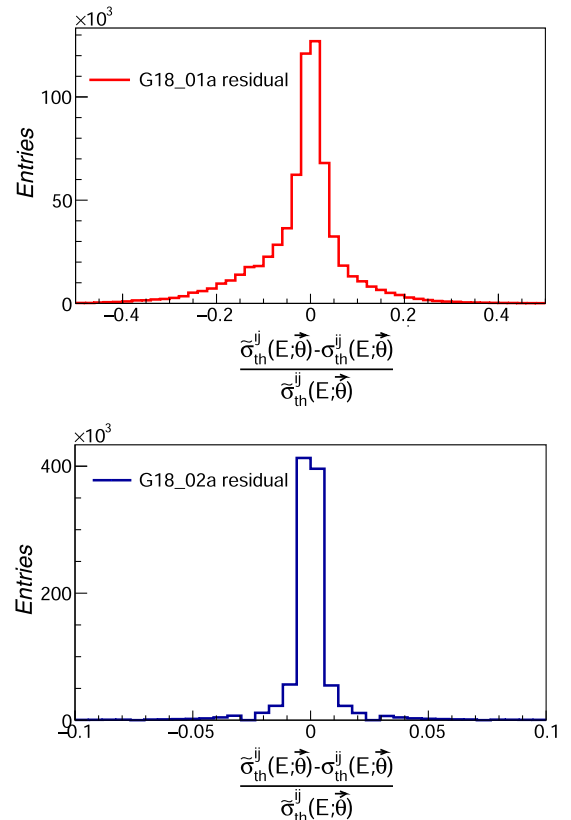 ×10³
G18_01a residual
Entries
100
50
0
−0.4 −0.2 0 0.2 0.4
σ̃ᵢʲth(E;θ⃗)-σᵢʲth(E;θ⃗)
σ̃ᵢʲth(E;θ⃗)
×10³
G18_02a residual
Entries
400
200
0
−0.1 −0.05 0 0.05 0.1
σ̃ᵢʲth(E;θ⃗)-σᵢʲth(E;θ⃗)
σ̃ᵢʲth(E;θ⃗)